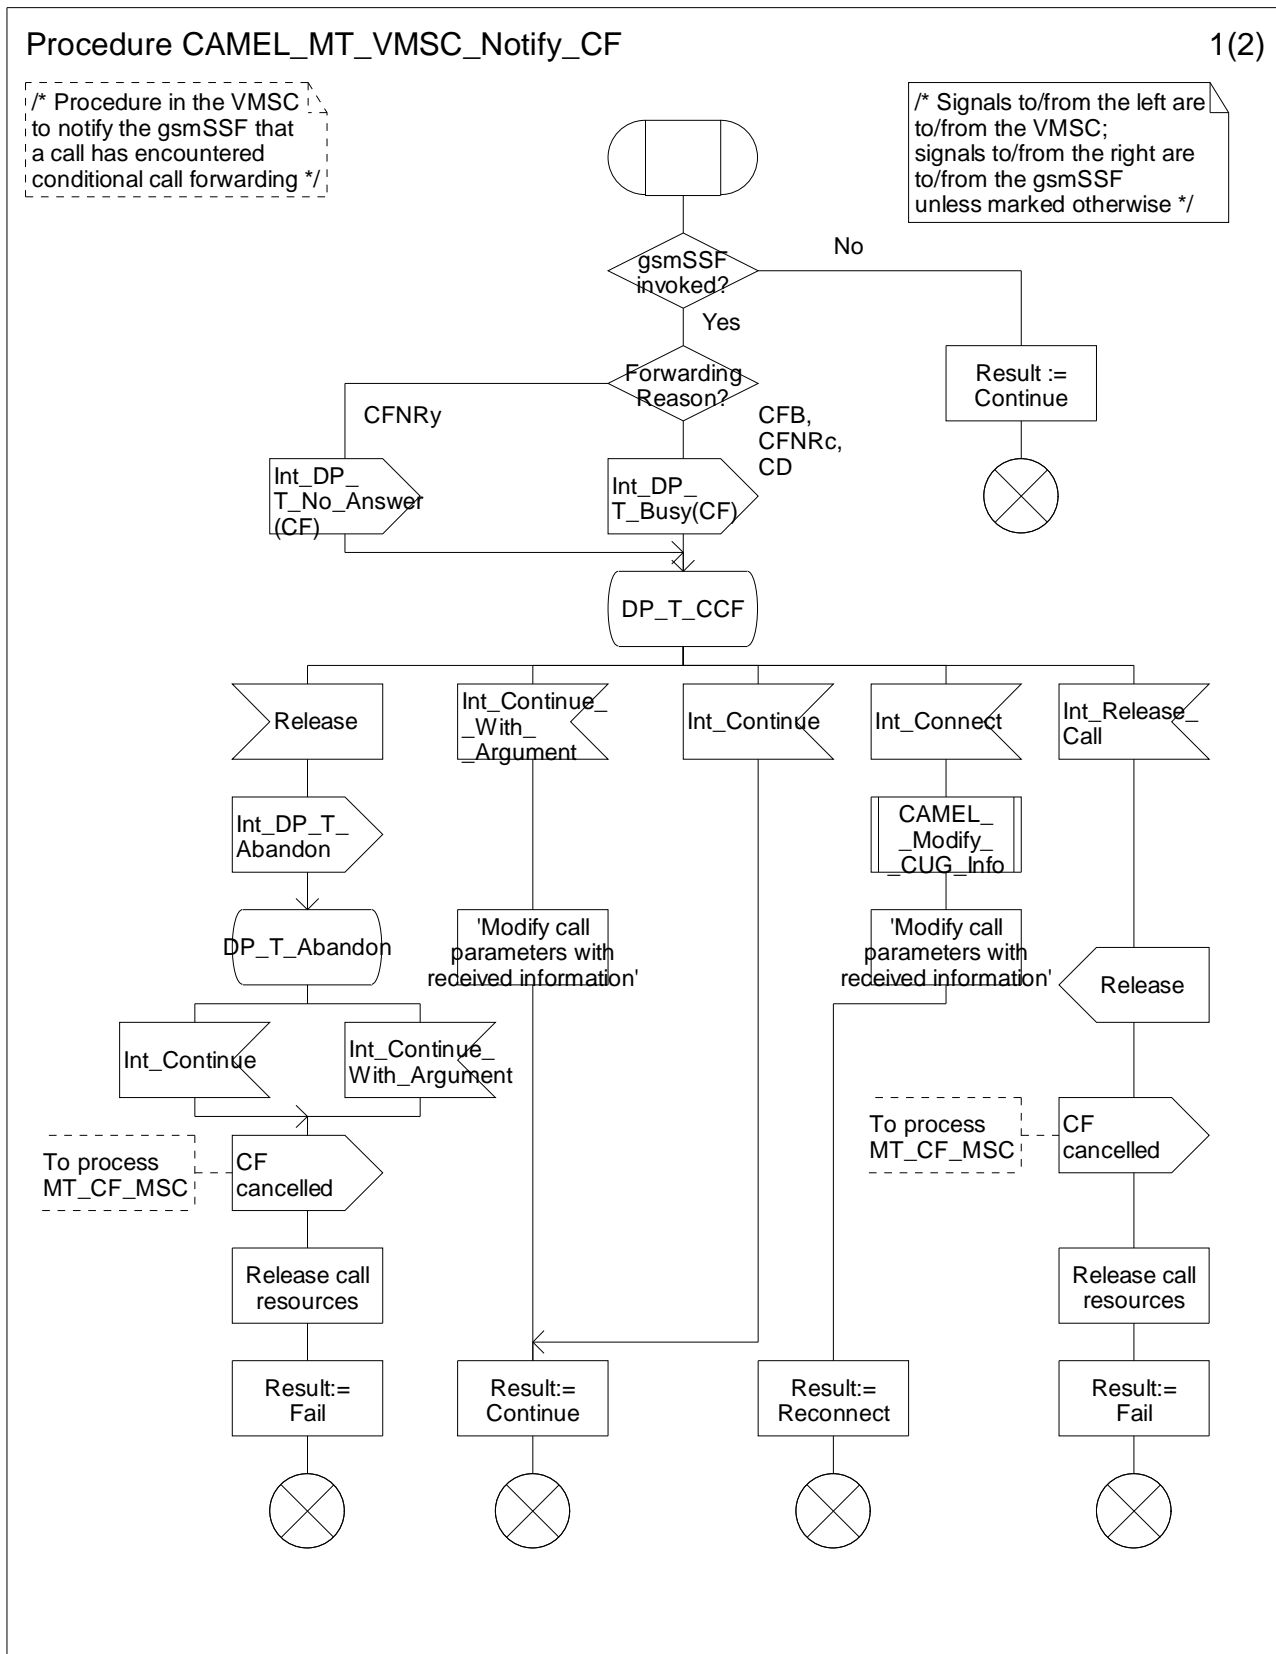 Procedure CAMEL_MT_VMSC_Notify_CF
1(2)
/* Procedure in the VMSC
to notify the gsmSSF that
a call has encountered
conditional call forwarding */
/* Signals to/from the left are
to/from the VMSC;
signals to/from the right are
to/from the gsmSSF
unless marked otherwise */
gsmSSF
invoked?
No
Yes
Forwarding
Reason?
Result :=
Continue
CFNRy
CFB,
CFNRc,
CD
Int_DP_
T_No_Answer
(CF)
Int_DP_
T_Busy(CF)
DP_T_CCF
Release
Int_Continue_
_With_
_Argument
Int_Continue
Int_Connect
Int_Release_
Call
Int_DP_T_
Abandon
CAMEL_
_Modify_
_CUG_Info
DP_T_Abandon
'Modify call
parameters with
received information'
'Modify call
parameters with
received information'
Release
Int_Continue
Int_Continue_
With_Argument
To process
MT_CF_MSC
CF
cancelled
To process
MT_CF_MSC
CF
cancelled
Release call
resources
Release call
resources
Result:=
Fail
Result:=
Continue
Result:=
Reconnect
Result:=
Fail